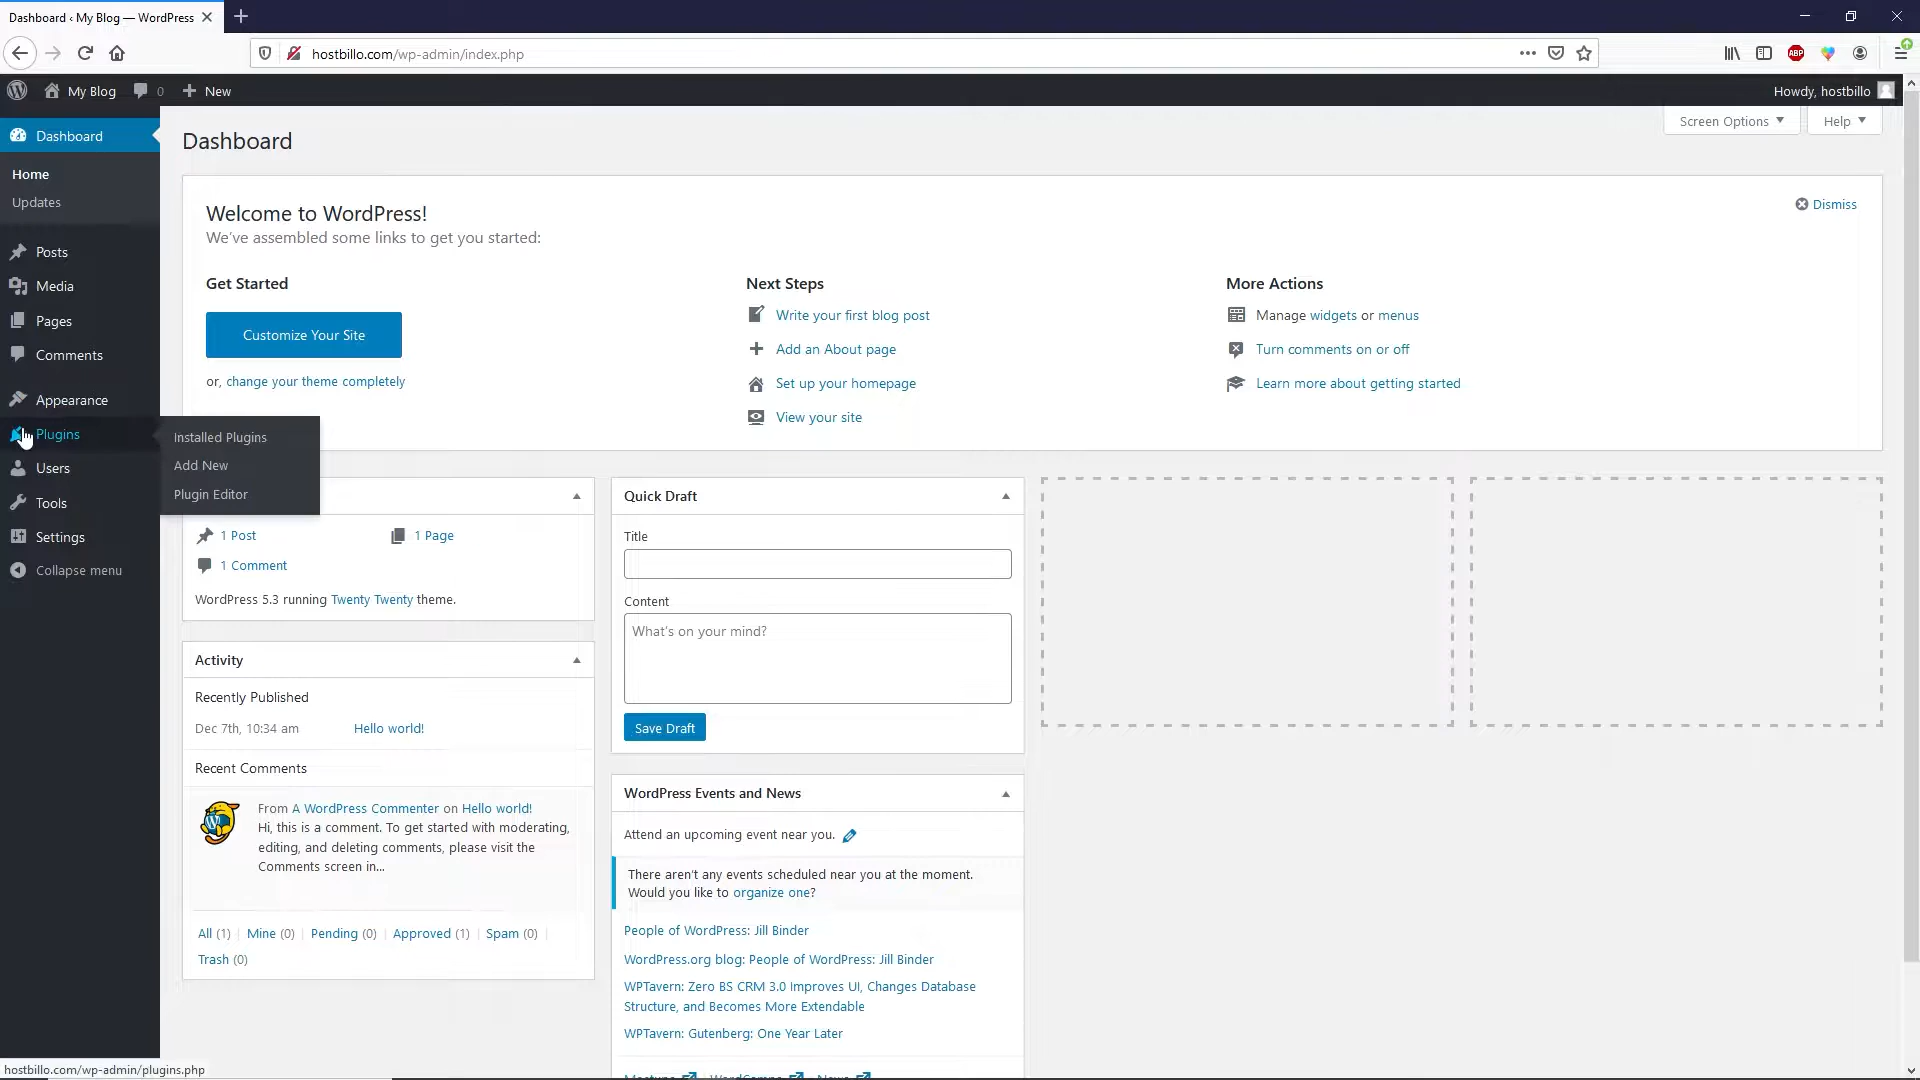 Dashboard ‹ My Blog — WordPress
hostbillo.com/wp-admin/index.php
ABP
My Blog
0
New
Howdy, hostbillo
Dashboard
Home
Updates
Posts
Media
Pages
Comments
Appearance
Plugins
Users
Tools
Settings
Collapse menu
Installed Plugins
Add New
Plugin Editor
Screen Options
Help
Dashboard
Welcome to WordPress!
We've assembled some links to get you started:
Dismiss
Get Started
Customize Your Site
or, change your theme completely
Next Steps
Write your first blog post
Add an About page
Set up your homepage
View your site
More Actions
Manage widgets or menus
Turn comments on or off
Learn more about getting started
1 Post
1 Page
1 Comment
WordPress 5.3 running Twenty Twenty theme.
Activity
Recently Published
Dec 7th, 10:34 am
Hello world!
Recent Comments
From A WordPress Commenter on Hello world!
Hi, this is a comment. To get started with moderating,
editing, and deleting comments, please visit the
Comments screen in...
All (1) | Mine (0) | Pending (0) | Approved (1) | Spam (0) |
Trash (0)
Quick Draft
Title
Content
What's on your mind?
Save Draft
WordPress Events and News
Attend an upcoming event near you.
There aren't any events scheduled near you at the moment.
Would you like to organize one?
People of WordPress: Jill Binder
WordPress.org blog: People of WordPress: Jill Binder
WPTavern: Zero BS CRM 3.0 Improves UI, Changes Database
Structure, and Becomes More Extendable
WPTavern: Gutenberg: One Year Later
hostbillo.com/wp-admin/plugins.php